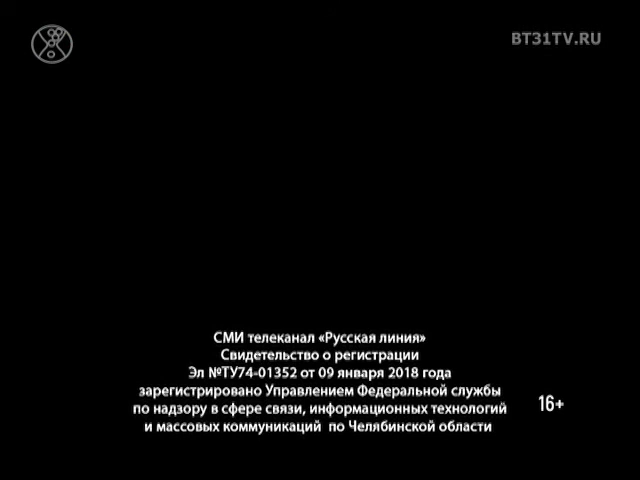 BT31TV.RU
СМИ телеканал «Русская линия»
Свидетельство о регистрации
Эл №ТУ74-01352 от 09 января 2018 года
зарегистрировано Управлением Федеральной службы
по надзору в сфере связи, информационных технологий
и массовых коммуникаций по Челябинской области
16+